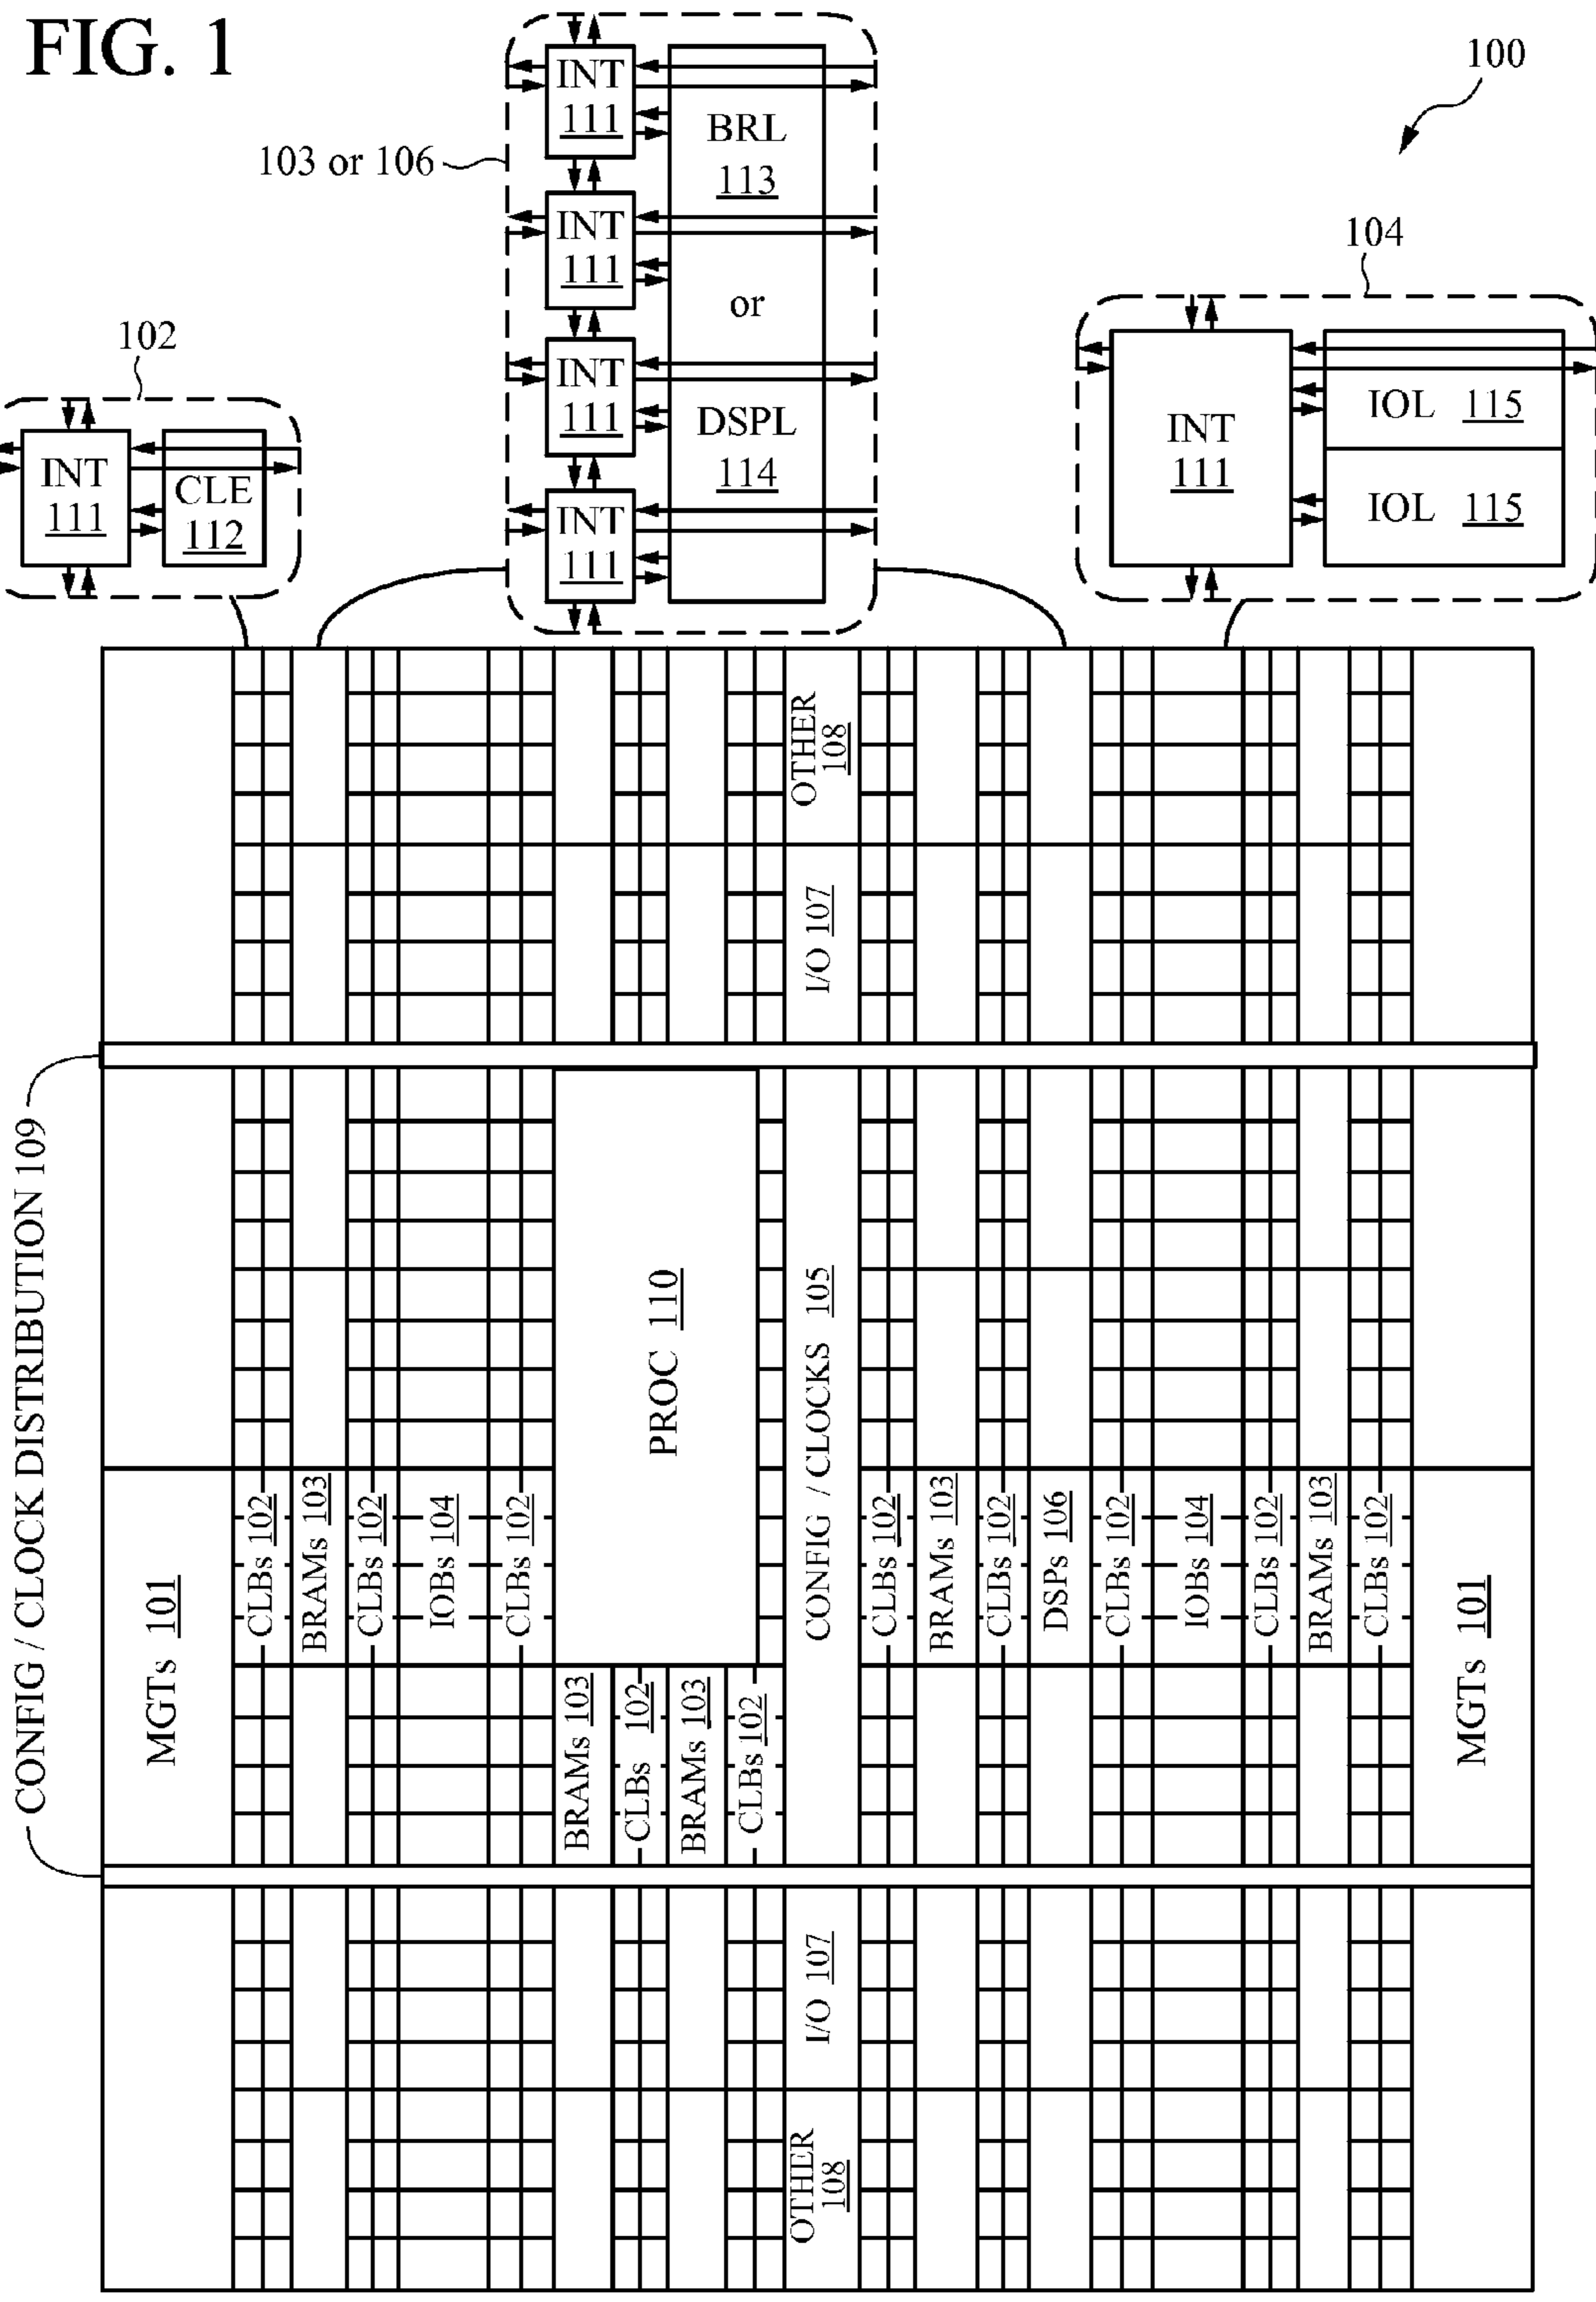 FIG. 1
100
103 or 106
INT
111
INT
111
INT
111
INT
111
BRL
113
or
DSPL
114
104
INT
111
IOL 115
IOL 115
102
INT
111
CLE
112
OTHER
108
I/O 107
CONFIG / CLOCK DISTRIBUTION 109
PROC 110
CONFIG / CLOCKS 105
MGTs 101
CLBs 102
BRAMs 103
CLBs 102
IOBs 104
CLBs 102
BRAMs 103
CLBs 102
BRAMs 103
CLBs 102
CLBs 102
BRAMs 103
CLBs 102
DSPs 106
CLBs 102
IOBs 104
CLBs 102
BRAMs 103
CLBs 102
MGTs 101
I/O 107
OTHER
108